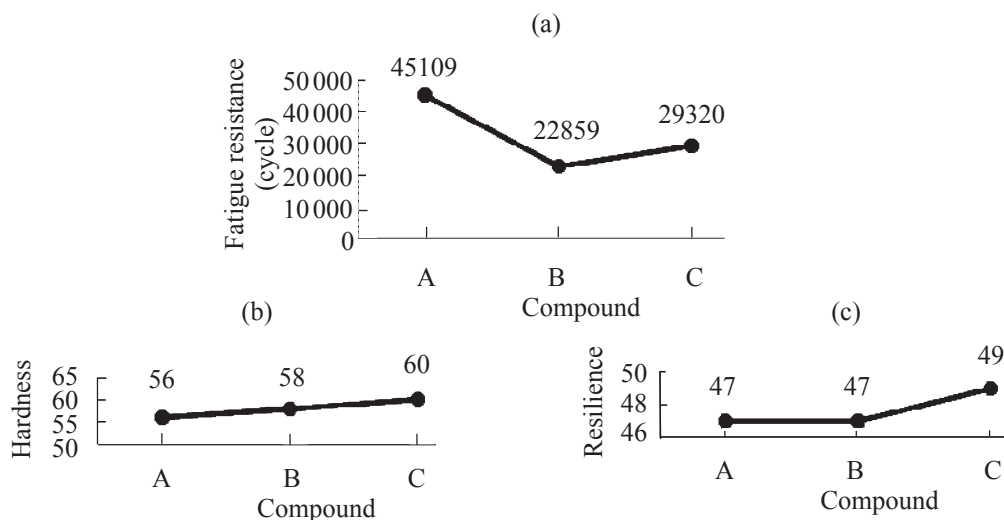 (a)
Fatigue resistance
(cycle)
50 000
40 000
30 000
20 000
10 000
0
45109
22859
29320
A B C
Compound
(b)
Hardness
65
60
55
50
56 58 60
A B C
Compound
(c)
Resilience
50
48
46
47 47 49
A B C
Compound